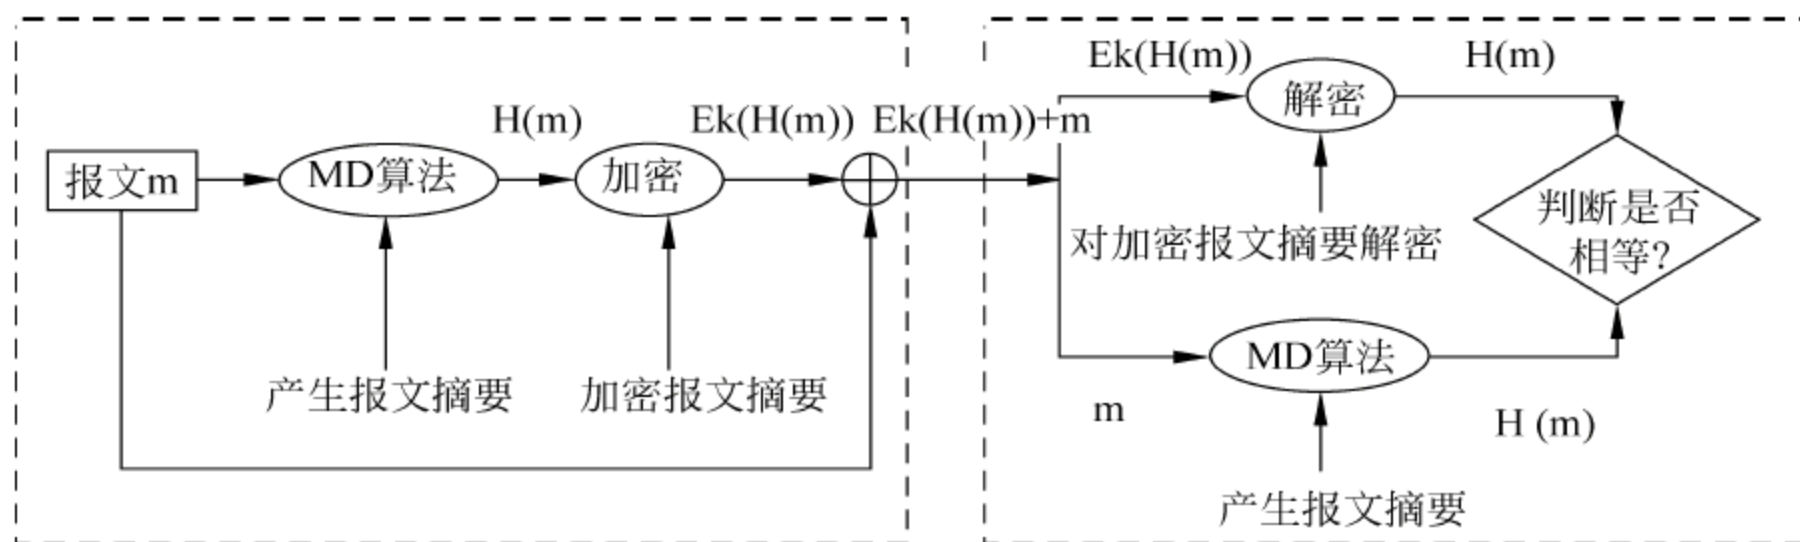 报文m
MD算法
H(m)
加密
Ek(H(m))
Ek(H(m))+m
产生报文摘要
加密报文摘要
Ek(H(m))
解密
H(m)
对加密报文摘要解密
判断是否
相等?
MD算法
m
H (m)
产生报文摘要